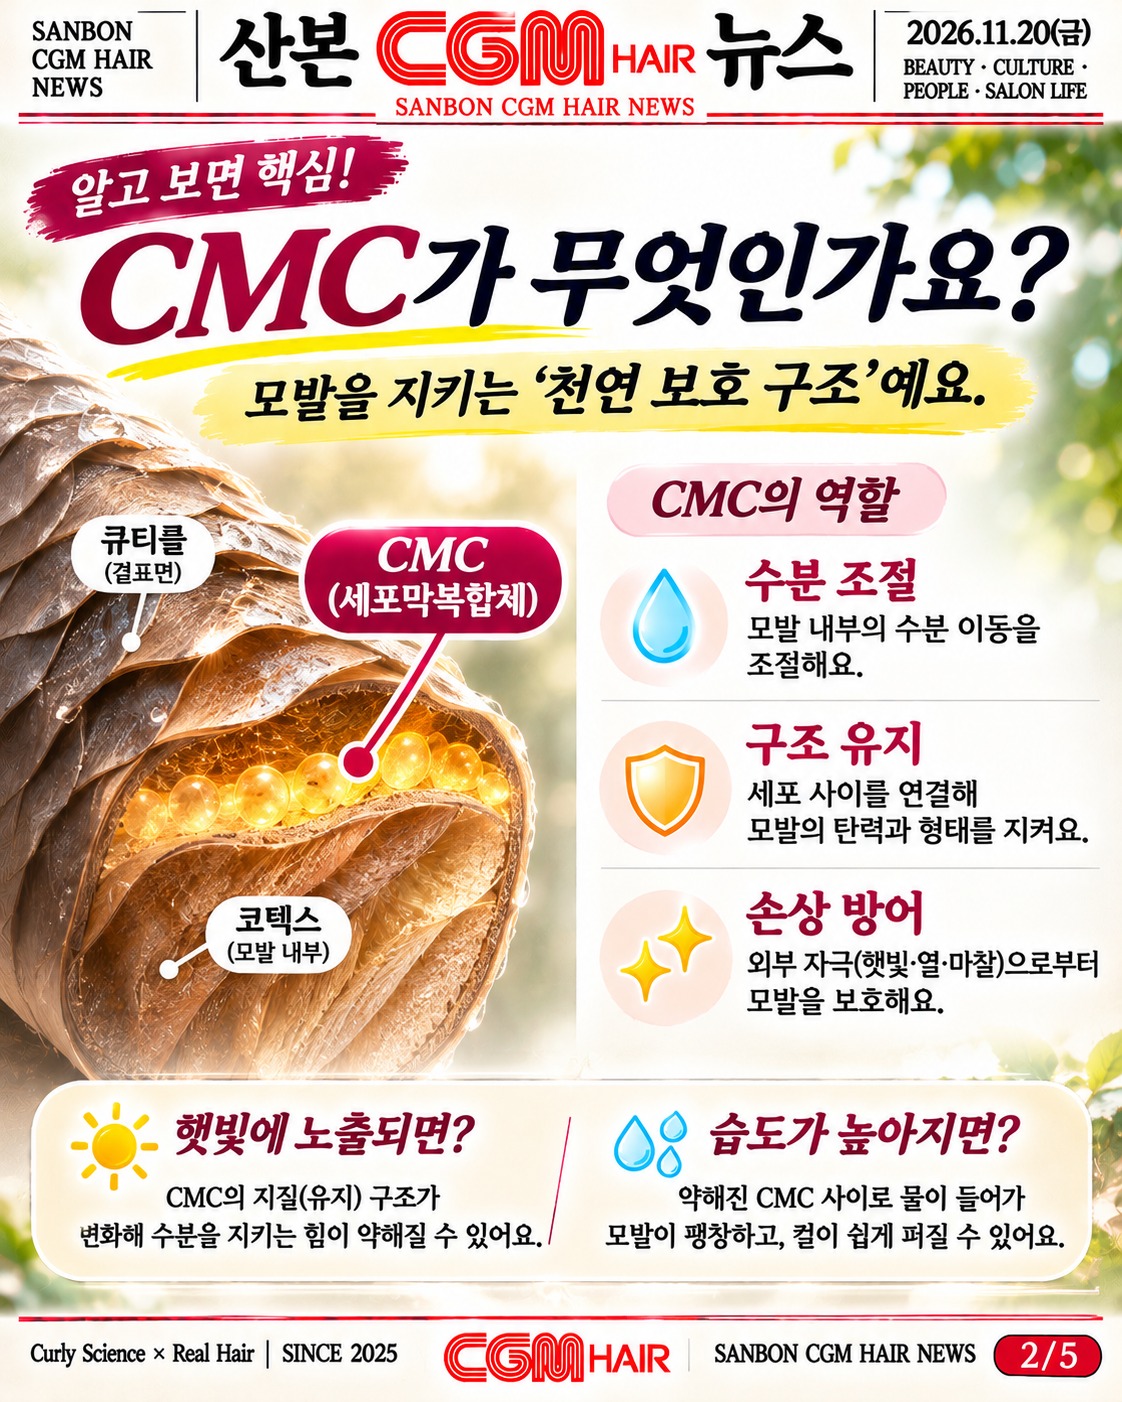 SANBON
CGM HAIR
NEWS
산본 CGM HAIR 뉴스
SANBON CGM HAIR NEWS
2026.11.20(금)
BEAUTY · CULTURE ·
PEOPLE · SALON LIFE
알고 보면 핵심!
CMC가 무엇인가요?
모발을 지키는 ‘천연 보호 구조’예요.
큐티클
(결표면)
CMC
(세포막복합체)
코텍스
(모발 내부)
CMC의 역할
수분 조절
모발 내부의 수분 이동을
조절해요.
구조 유지
세포 사이를 연결해
모발의 탄력과 형태를 지켜요.
손상 방어
외부 자극(햇빛·열·마찰)으로부터
모발을 보호해요.
햇빛에 노출되면?
CMC의 지질(유지) 구조가
변화해 수분을 지키는 힘이 약해질 수 있어요.
습도가 높아지면?
약해진 CMC 사이로 물이 들어가
모발이 팽창하고, 컬이 쉽게 퍼질 수 있어요.
Curly Science × Real Hair | SINCE 2025
CGM HAIR
SANBON CGM HAIR NEWS
2/5